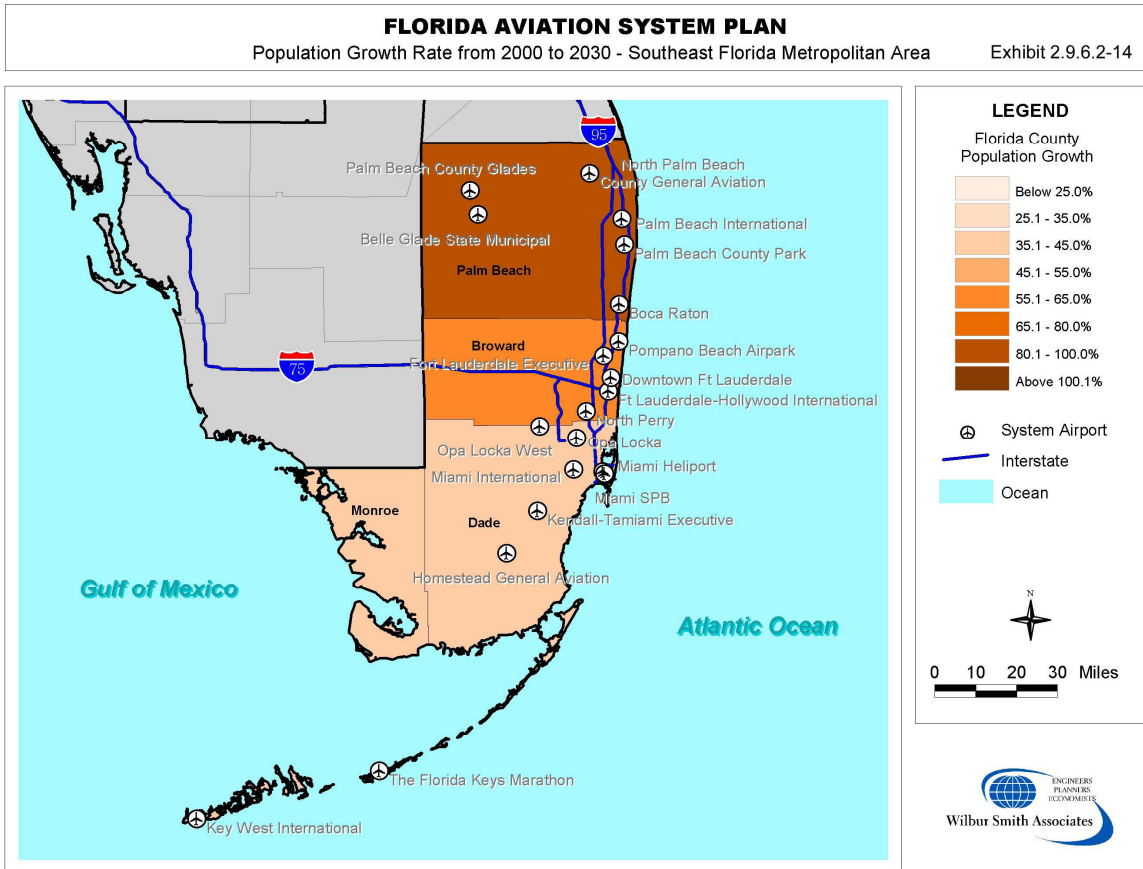 FLORIDA AVIATION SYSTEM PLAN
Population Growth Rate from 2000 to 2030 - Southeast Florida Metropolitan Area
Exhibit 2.9.6.2-14
95
Palm Beach County Glades
North Palm Beach
County General Aviation
Palm Beach International
Belle Glade State Municipal
Palm Beach County Park
Palm Beach
Boca Raton
Broward
Pompano Beach Airpark
Fort Lauderdale Executive
75
Downtown Ft Lauderdale
Ft Lauderdale-Hollywood International
North Perry
Opa Locka
Opa Locka West
Miami Heliport
Miami International
Miami SPB
Monroe
Dade
Kendall-Tamiami Executive
Homestead General Aviation
Gulf of Mexico
Atlantic Ocean
The Florida Keys Marathon
Key West International
LEGEND
Florida County
Population Growth
Below 25.0%
25.1 - 35.0%
35.1 - 45.0%
45.1 - 55.0%
55.1 - 65.0%
65.1 - 80.0%
80.1 - 100.0%
Above 100.1%
System Airport
Interstate
Ocean
N
0 10 20 30 Miles
ENGINEERS
PLANNERS
ECONOMISTS
Wilbur Smith Associates